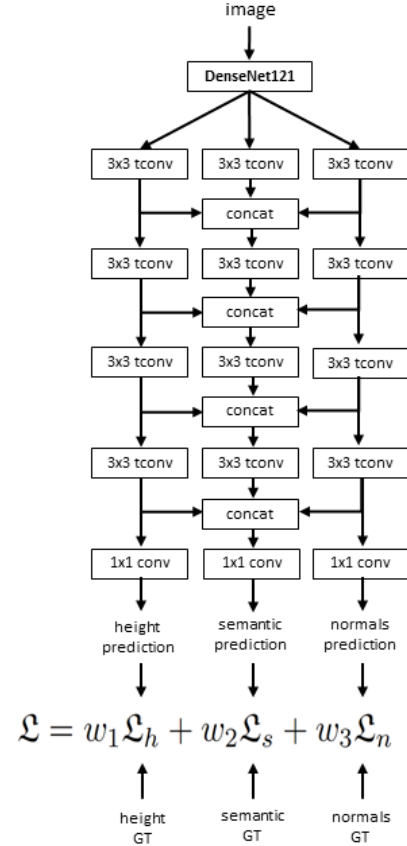 image
DenseNet121
3x3 tconv 3x3 tconv 3x3 tconv
concat
3x3 tconv 3x3 tconv 3x3 tconv
concat
3x3 tconv 3x3 tconv 3x3 tconv
concat
3x3 tconv 3x3 tconv 3x3 tconv
concat
1x1 conv 1x1 conv 1x1 conv
height semantic normals
prediction prediction prediction
𝔏 = w₁𝔏ₕ + w₂𝔏ₛ + w₃𝔏ₙ
height semantic normals
GT GT GT